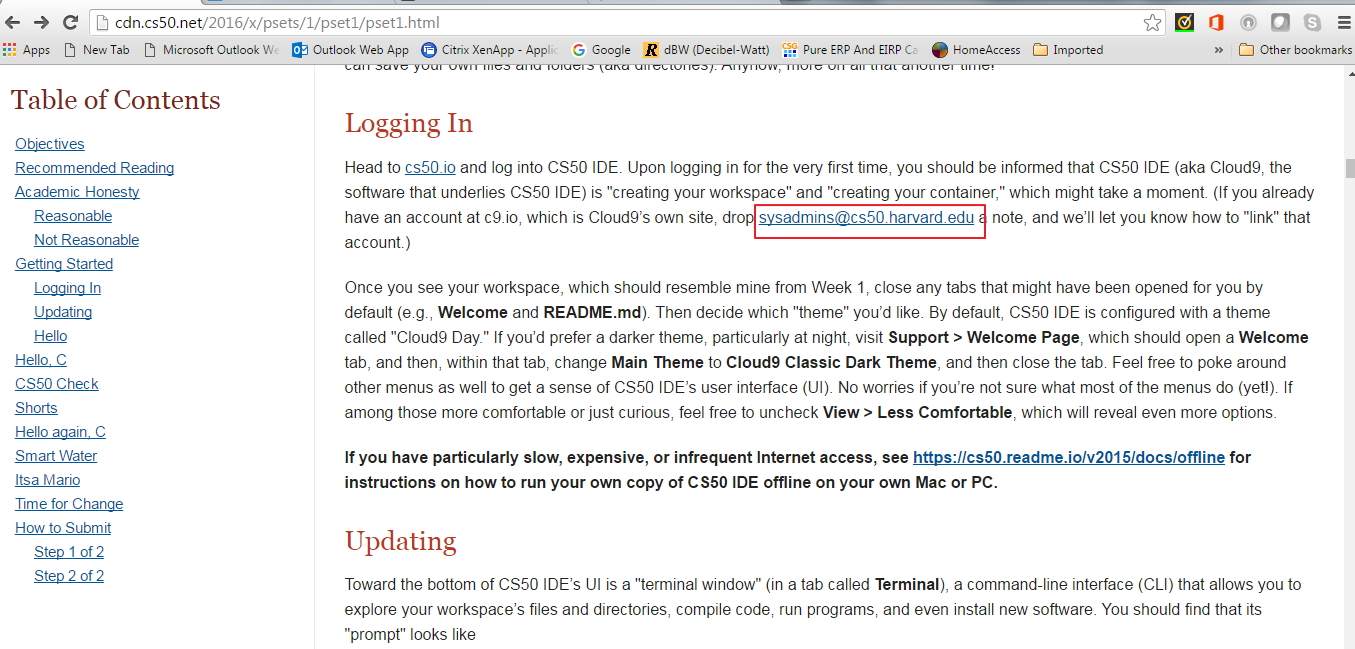 cdn.cs50.net/2016/x/psets/1/pset1/pset1.html
Apps New Tab Microsoft Outlook We Outlook Web App Citrix XenApp - Applic Google dBW (Decibel-Watt) Pure ERP And EIRP Ca HomeAccess Imported » Other bookmarks
can save your own files and folders (aka directories). Anyhow, more on all that another time!
Table of Contents
Objectives
Recommended Reading
Academic Honesty
Reasonable
Not Reasonable
Getting Started
Logging In
Updating
Hello
Hello, C
CS50 Check
Shorts
Hello again, C
Smart Water
Itsa Mario
Time for Change
How to Submit
Step 1 of 2
Step 2 of 2
Logging In
Head to cs50.io and log into CS50 IDE. Upon logging in for the very first time, you should be informed that CS50 IDE (aka Cloud9, the
software that underlies CS50 IDE) is "creating your workspace" and "creating your container," which might take a moment. (If you already
have an account at c9.io, which is Cloud9’s own site, drop sysadmins@cs50.harvard.edu a note, and we’ll let you know how to "link" that
account.)
Once you see your workspace, which should resemble mine from Week 1, close any tabs that might have been opened for you by
default (e.g., Welcome and README.md). Then decide which "theme" you’d like. By default, CS50 IDE is configured with a theme
called "Cloud9 Day." If you’d prefer a darker theme, particularly at night, visit Support > Welcome Page, which should open a Welcome
tab, and then, within that tab, change Main Theme to Cloud9 Classic Dark Theme, and then close the tab. Feel free to poke around
other menus as well to get a sense of CS50 IDE’s user interface (UI). No worries if you’re not sure what most of the menus do (yet!). If
among those more comfortable or just curious, feel free to uncheck View > Less Comfortable, which will reveal even more options.
If you have particularly slow, expensive, or infrequent Internet access, see https://cs50.readme.io/v2015/docs/offline for
instructions on how to run your own copy of CS50 IDE offline on your own Mac or PC.
Updating
Toward the bottom of CS50 IDE’s UI is a "terminal window" (in a tab called Terminal), a command-line interface (CLI) that allows you to
explore your workspace’s files and directories, compile code, run programs, and even install new software. You should find that its
"prompt" looks like